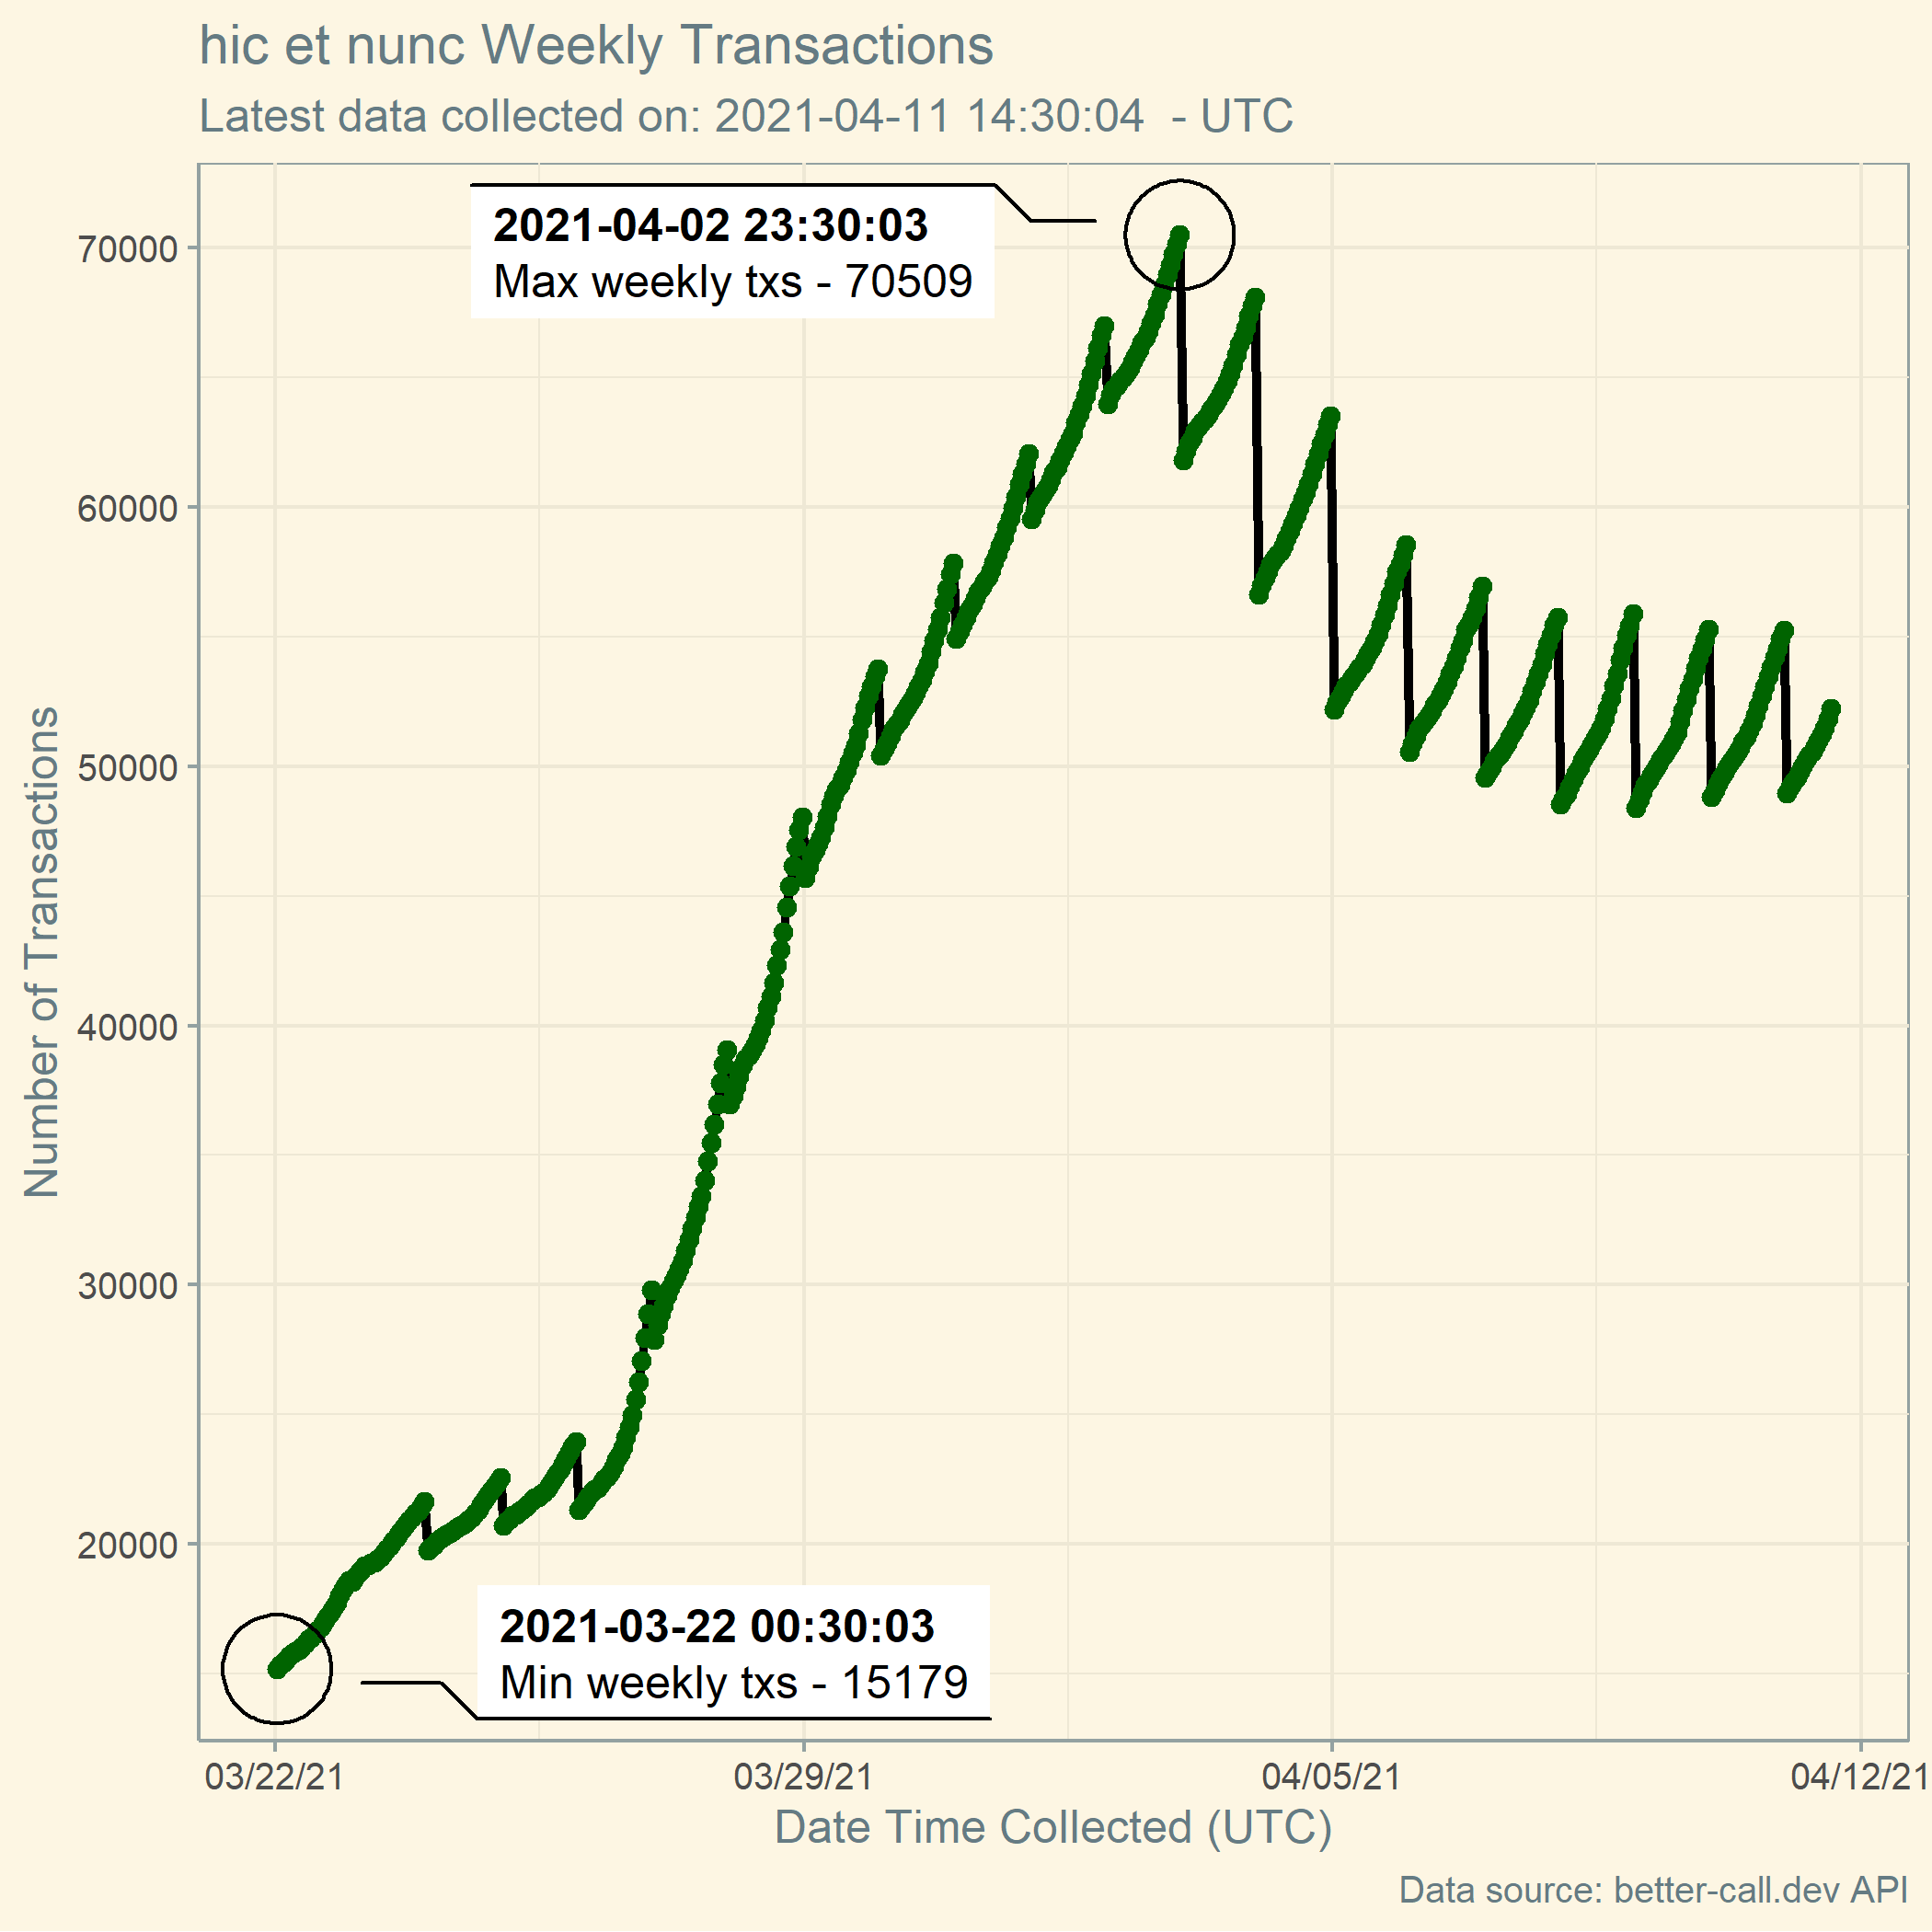 hic et nunc Weekly Transactions
Latest data collected on: 2021-04-11 14:30:04  - UTC
2021-04-02 23:30:03
Max weekly txs - 70509
70000
60000
50000
40000
30000
20000
Number of Transactions
2021-03-22 00:30:03
Min weekly txs - 15179
03/22/21 03/29/21 04/05/21 04/12/21
Date Time Collected (UTC)
Data source: better-call.dev API